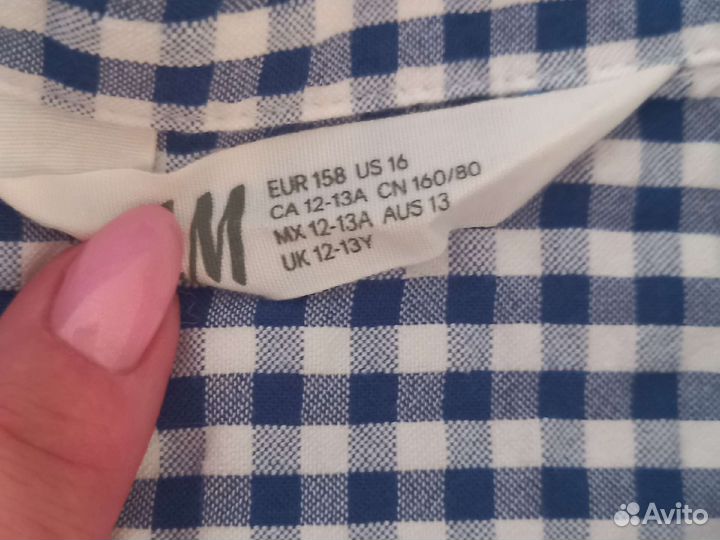 M
EUR 158 US 16
CA 12-13A CN 160/80
MX 12-13A AUS 13
UK 12-13Y
Avito